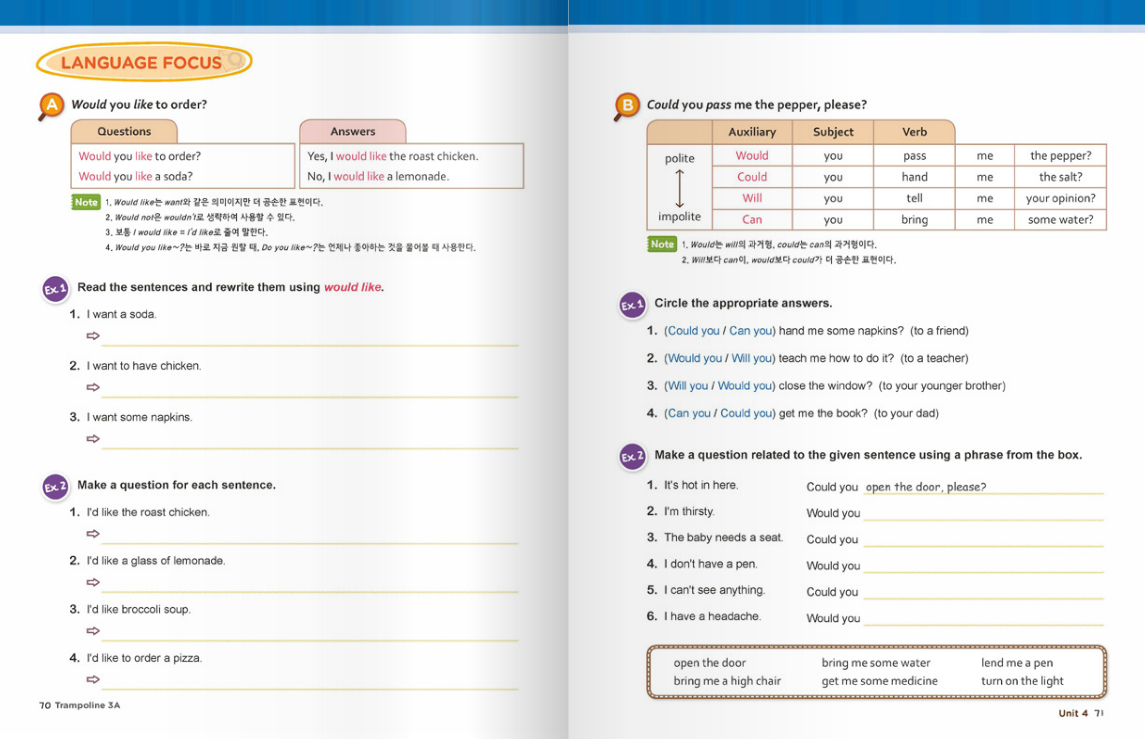 LANGUAGE FOCUS
A Would you like to order?
Questions Answers
Would you like to order? Yes, I would like the roast chicken.
Would you like a soda? No, I would like a lemonade.
Note 1. Would like는 want와 같은 의미이지만 더 공손한 표현이다.
2. Would not은 wouldn't로 생략하여 사용할 수 있다.
3. 보통 I would like = I'd like로 줄여 말한다.
4. Would you like~?는 바로 지금 원할 때, Do you like~?는 언제나 좋아하는 것을 물어볼 때 사용한다.
Ex.1 Read the sentences and rewrite them using would like.
1. I want a soda.
2. I want to have chicken.
3. I want some napkins.
Ex.2 Make a question for each sentence.
1. I'd like the roast chicken.
2. I'd like a glass of lemonade.
3. I'd like broccoli soup.
4. I'd like to order a pizza.
70 Trampoline 3A
B Could you pass me the pepper, please?
Auxiliary Subject Verb
polite Would you pass me the pepper?
Could you hand me the salt?
Will you tell me your opinion?
impolite Can you bring me some water?
Note 1. Would는 will의 과거형, could는 can의 과거형이다.
2. Will보다 can이, would보다 could가 더 공손한 표현이다.
Ex.1 Circle the appropriate answers.
1. (Could you / Can you) hand me some napkins? (to a friend)
2. (Would you / Will you) teach me how to do it? (to a teacher)
3. (Will you / Would you) close the window? (to your younger brother)
4. (Can you / Could you) get me the book? (to your dad)
Ex.2 Make a question related to the given sentence using a phrase from the box.
1. It's hot in here. Could you open the door, please?
2. I'm thirsty. Would you
3. The baby needs a seat. Could you
4. I don't have a pen. Would you
5. I can't see anything. Could you
6. I have a headache. Would you
open the door bring me some water lend me a pen
bring me a high chair get me some medicine turn on the light
Unit 4 71